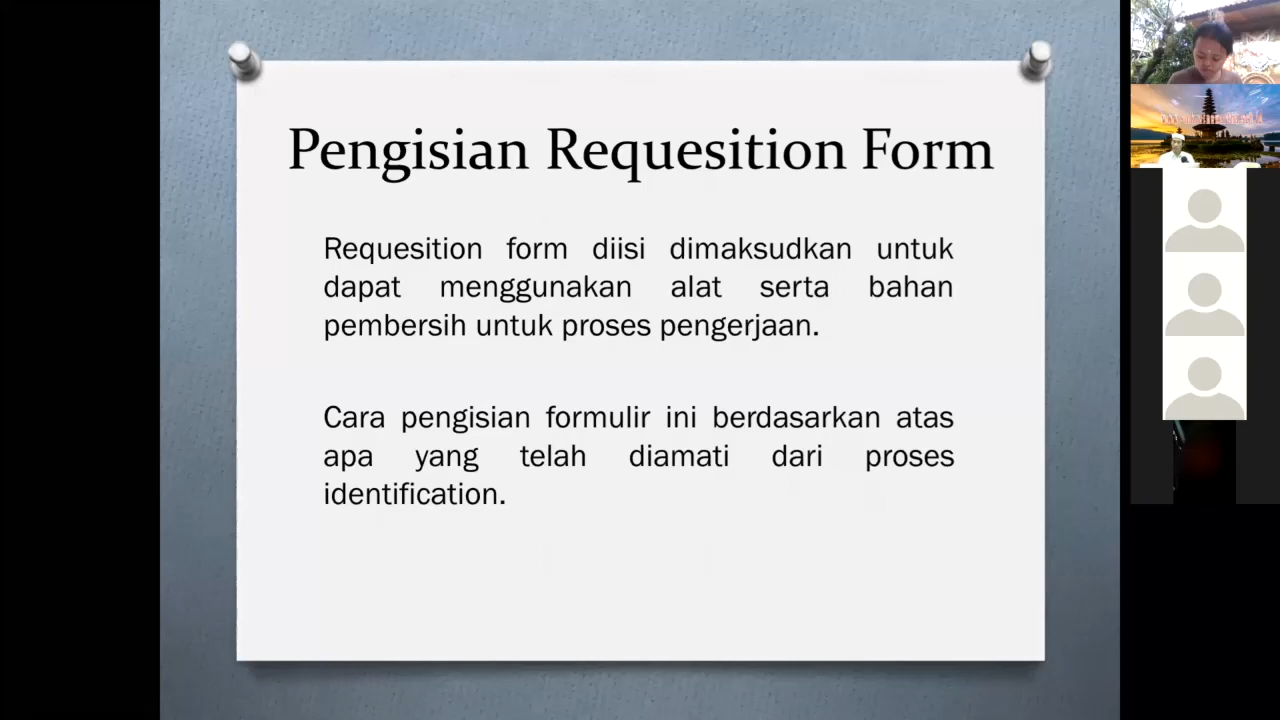 Pengisian Requesition Form
Requesition form diisi dimaksudkan untuk
dapat menggunakan alat serta bahan
pembersih untuk proses pengerjaan.
Cara pengisian formulir ini berdasarkan atas
apa yang telah diamati dari proses
identification.